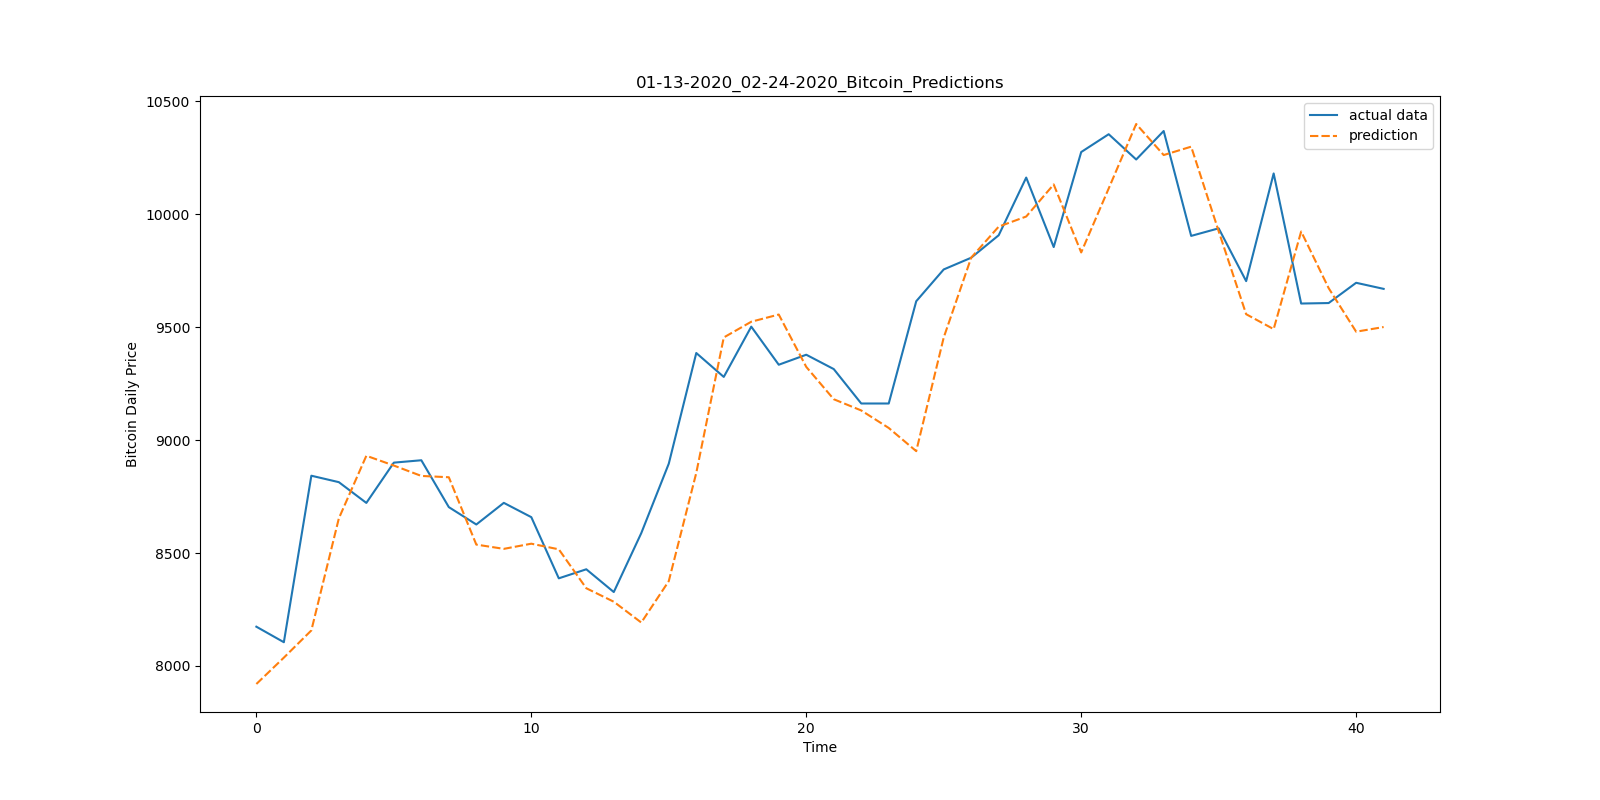 01-13-2020_02-24-2020_Bitcoin_Predictions
10500
10000
9500
9000
8500
8000
Bitcoin Daily Price
actual data
prediction
0 10 20 30 40
Time